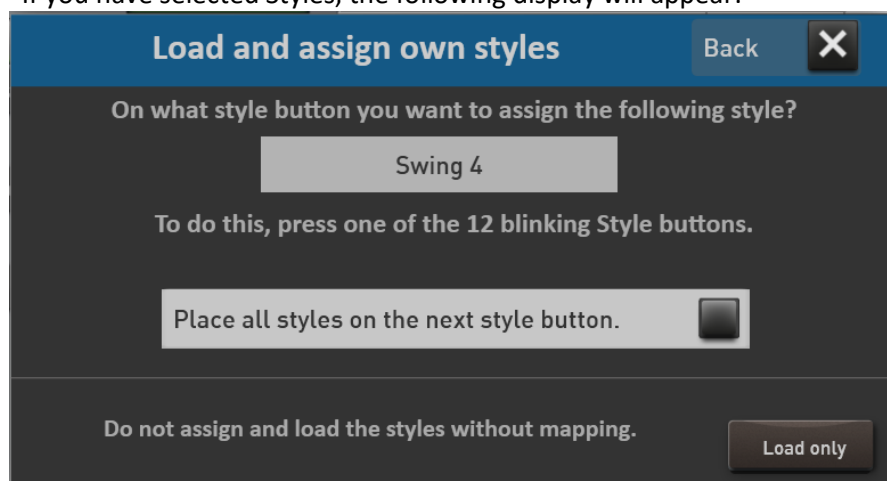 If you have selected Styles, the following display will appear:
Load and assign own styles
Back
On what style button you want to assign the following style?
Swing 4
To do this, press one of the 12 blinking Style buttons.
Place all styles on the next style button.
Do not assign and load the styles without mapping.
Load only